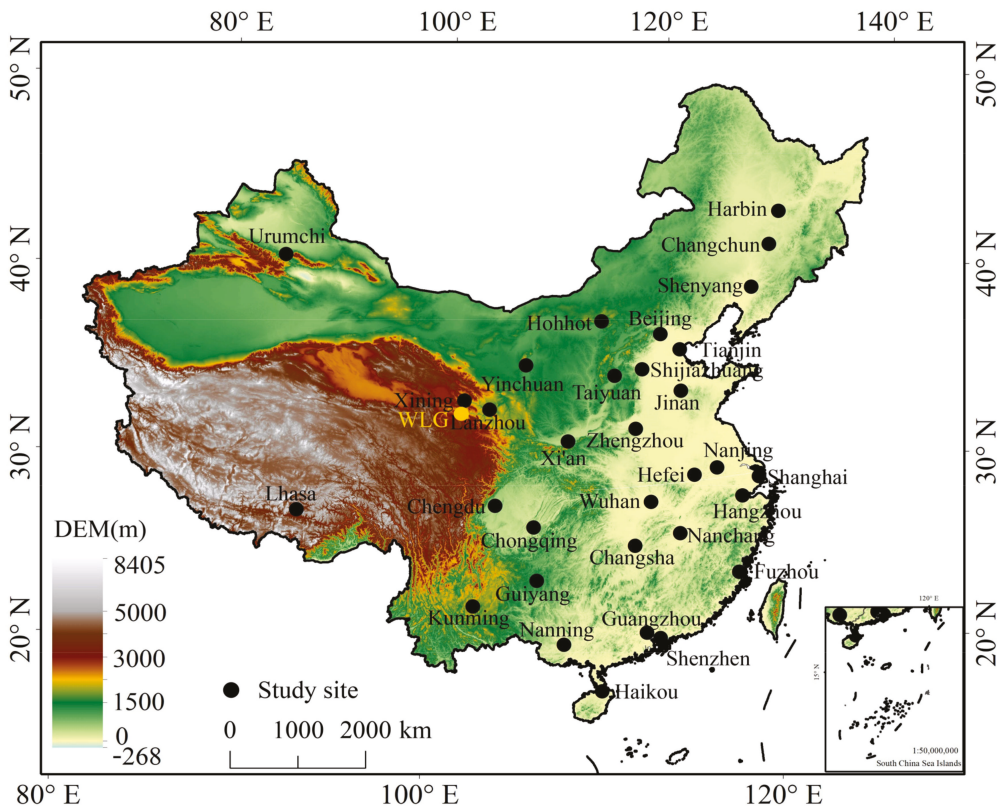 80° E 100° E 120° E 140° E
50° N 50° N
Harbin
Urumchi
Changchun
40° N 40° N
Shenyang
Hohhot Beijing
Tianjin
Yinchuan Shijiazhuang
Taiyuan
Xining Jinan
WLG Lanzhou
Zhengzhou
30° N 30° N
Xi'an Nanjing
Hefei Shanghai
Lhasa Chengdu Wuhan
Hangzhou
DEM(m) Chongqing Nanchang
Changsha
8405 Fuzhou
Guiyang
5000 Kunming Guangzhou
20° N Nanning 20° N
3000 Shenzhen
1500 Study site Haikou
0 0 1000 2000 km
-268
120° E
15° N
1:50,000,000
South China Sea Islands
80° E 100° E 120° E